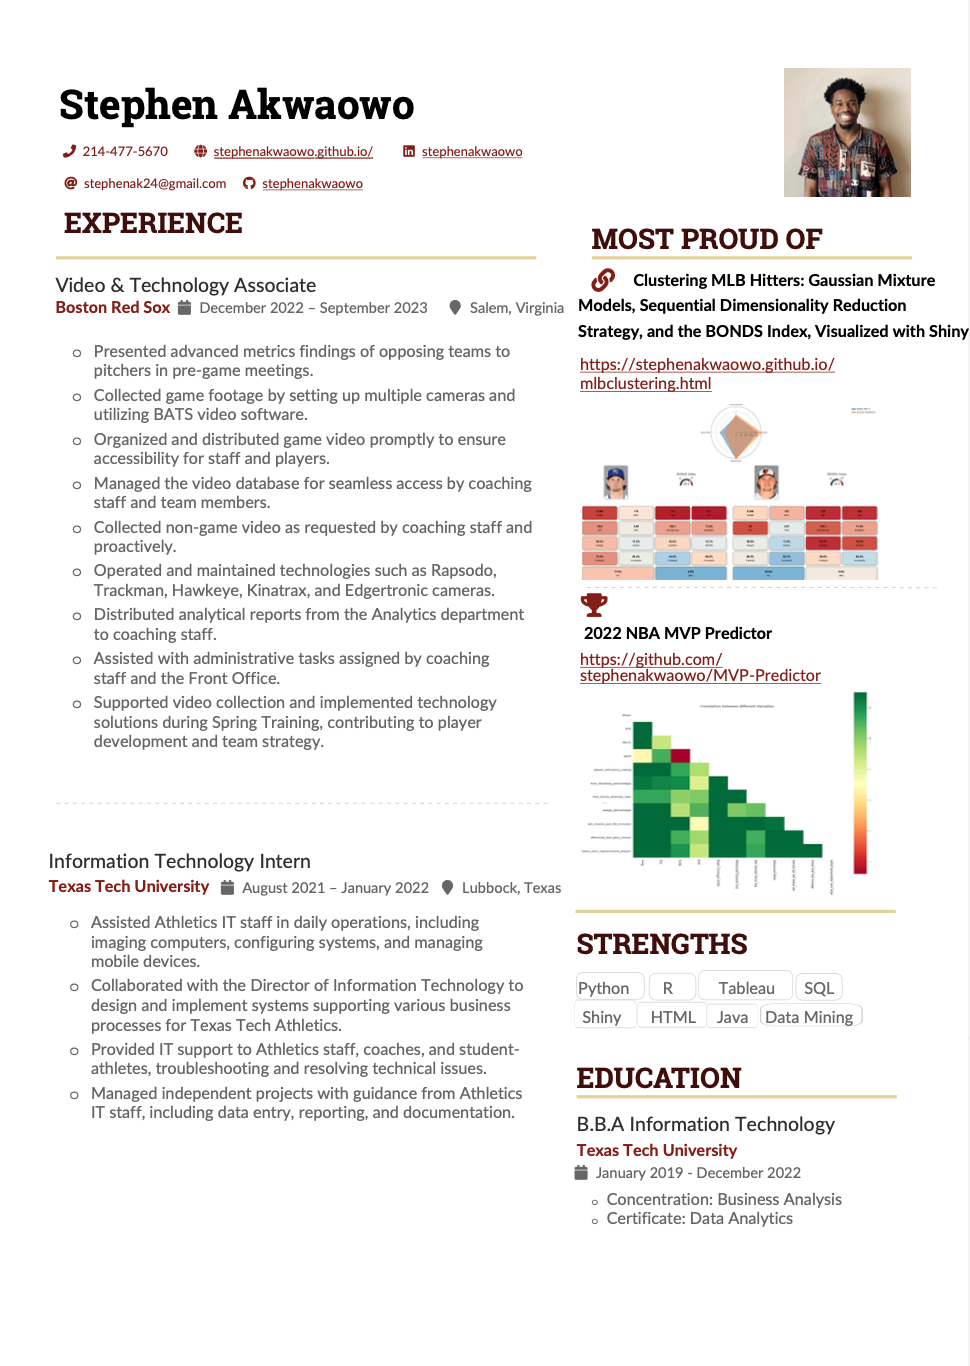 Stephen Akwaowo
214-477-5670 stephenakwaowo.github.io/ stephenakwaowo
stephenak24@gmail.com stephenakwaowo
EXPERIENCE
Video & Technology Associate
Boston Red Sox December 2022 – September 2023 Salem, Virginia
o Presented advanced metrics findings of opposing teams to
pitchers in pre-game meetings.
o Collected game footage by setting up multiple cameras and
utilizing BATS video software.
o Organized and distributed game video promptly to ensure
accessibility for staff and players.
o Managed the video database for seamless access by coaching
staff and team members.
o Collected non-game video as requested by coaching staff and
proactively.
o Operated and maintained technologies such as Rapsodo,
Trackman, Hawkeye, Kinatrax, and Edgertronic cameras.
o Distributed analytical reports from the Analytics department
to coaching staff.
o Assisted with administrative tasks assigned by coaching
staff and the Front Office.
o Supported video collection and implemented technology
solutions during Spring Training, contributing to player
development and team strategy.
Information Technology Intern
Texas Tech University August 2021 – January 2022 Lubbock, Texas
o Assisted Athletics IT staff in daily operations, including
imaging computers, configuring systems, and managing
mobile devices.
o Collaborated with the Director of Information Technology to
design and implement systems supporting various business
processes for Texas Tech Athletics.
o Provided IT support to Athletics staff, coaches, and student-
athletes, troubleshooting and resolving technical issues.
o Managed independent projects with guidance from Athletics
IT staff, including data entry, reporting, and documentation.
MOST PROUD OF
Clustering MLB Hitters: Gaussian Mixture
Models, Sequential Dimensionality Reduction
Strategy, and the BONDS Index, Visualized with Shiny
https://stephenakwaowo.github.io/
mlbclustering.html
2022 NBA MVP Predictor
https://github.com/
stephenakwaowo/MVP-Predictor
Correlation between different Variables
STRENGTHS
Python R Tableau SQL
Shiny HTML Java Data Mining
EDUCATION
B.B.A Information Technology
Texas Tech University
January 2019 - December 2022
o Concentration: Business Analysis
o Certificate: Data Analytics